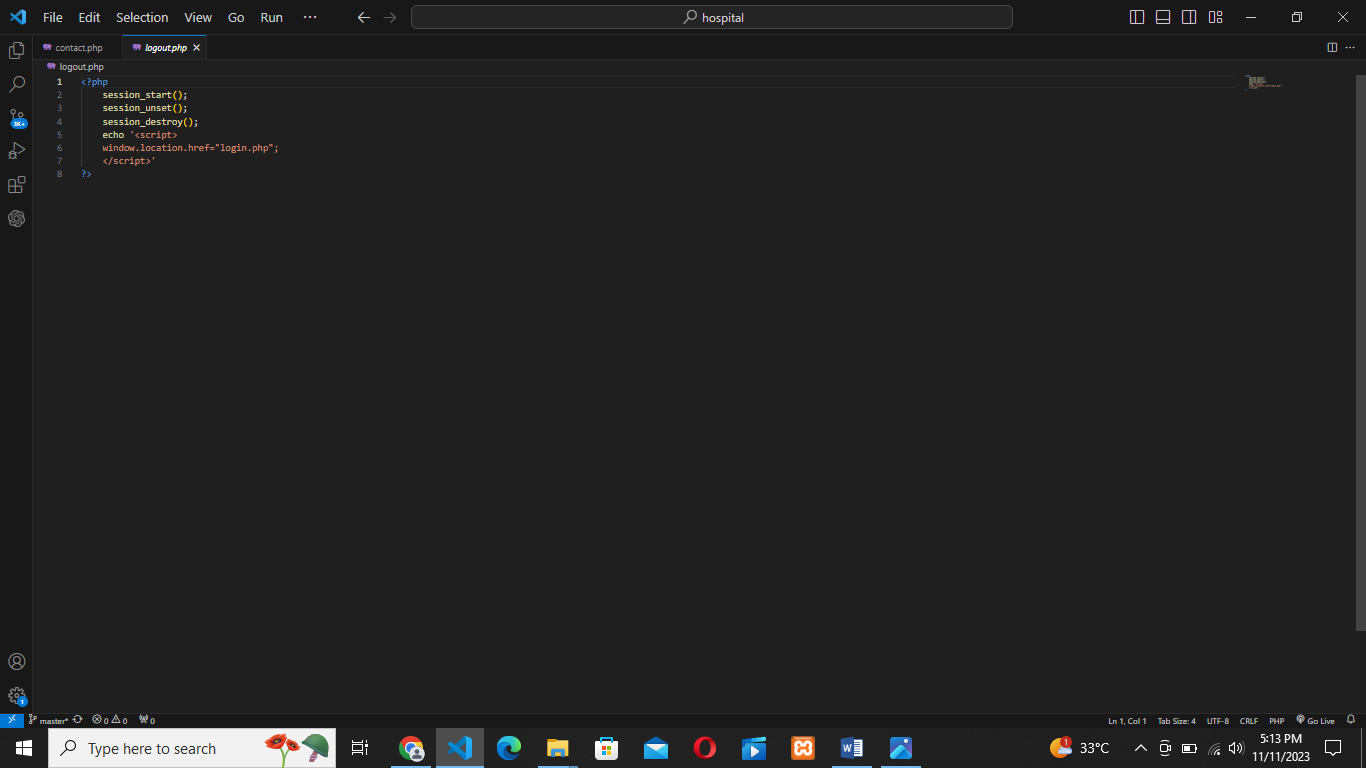 File Edit Selection View Go Run ··· hospital
contact.php logout.php
logout.php
1 <?php
2 session_start();
3 session_unset();
4 session_destroy();
5 echo '<script>
6 window.location.href="login.php";
7 </script>'
8 ?>
3K+
1
master* 0 0 0 Ln 1, Col 1 Tab Size: 4 UTF-8 CRLF PHP Go Live
Type here to search 1 33°C 5:13 PM
11/11/2023